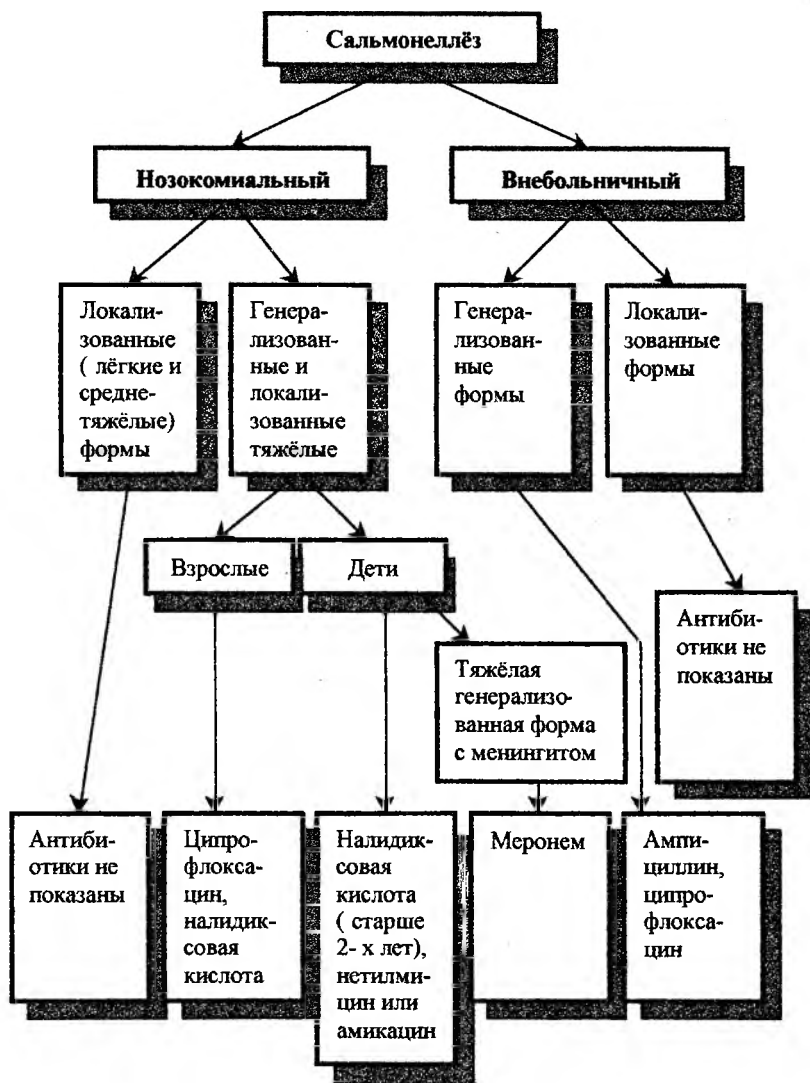 Сальмонеллёз
Нозокомиальный
Внебольничный
Локали-
зованные
( лёгкие и
средне-
тяжёлые)
формы
Генера-
лизован-
ные и
локали-
зованные
тяжёлые
Генера-
лизован-
ные
формы
Локали-
зованные
формы
Взрослые
Дети
Антиби-
отики не
показаны
Тяжёлая
генерализо-
ванная форма
с менингитом
Антиби-
отики не
показаны
Ципро-
флокса-
цин,
налидик-
совая
кислота
Налидик-
совая
кислота
( старше
2- х лет),
нетилми-
цин или
амикацин
Меронем
Ампи-
циллин,
ципро-
флокса-
цин